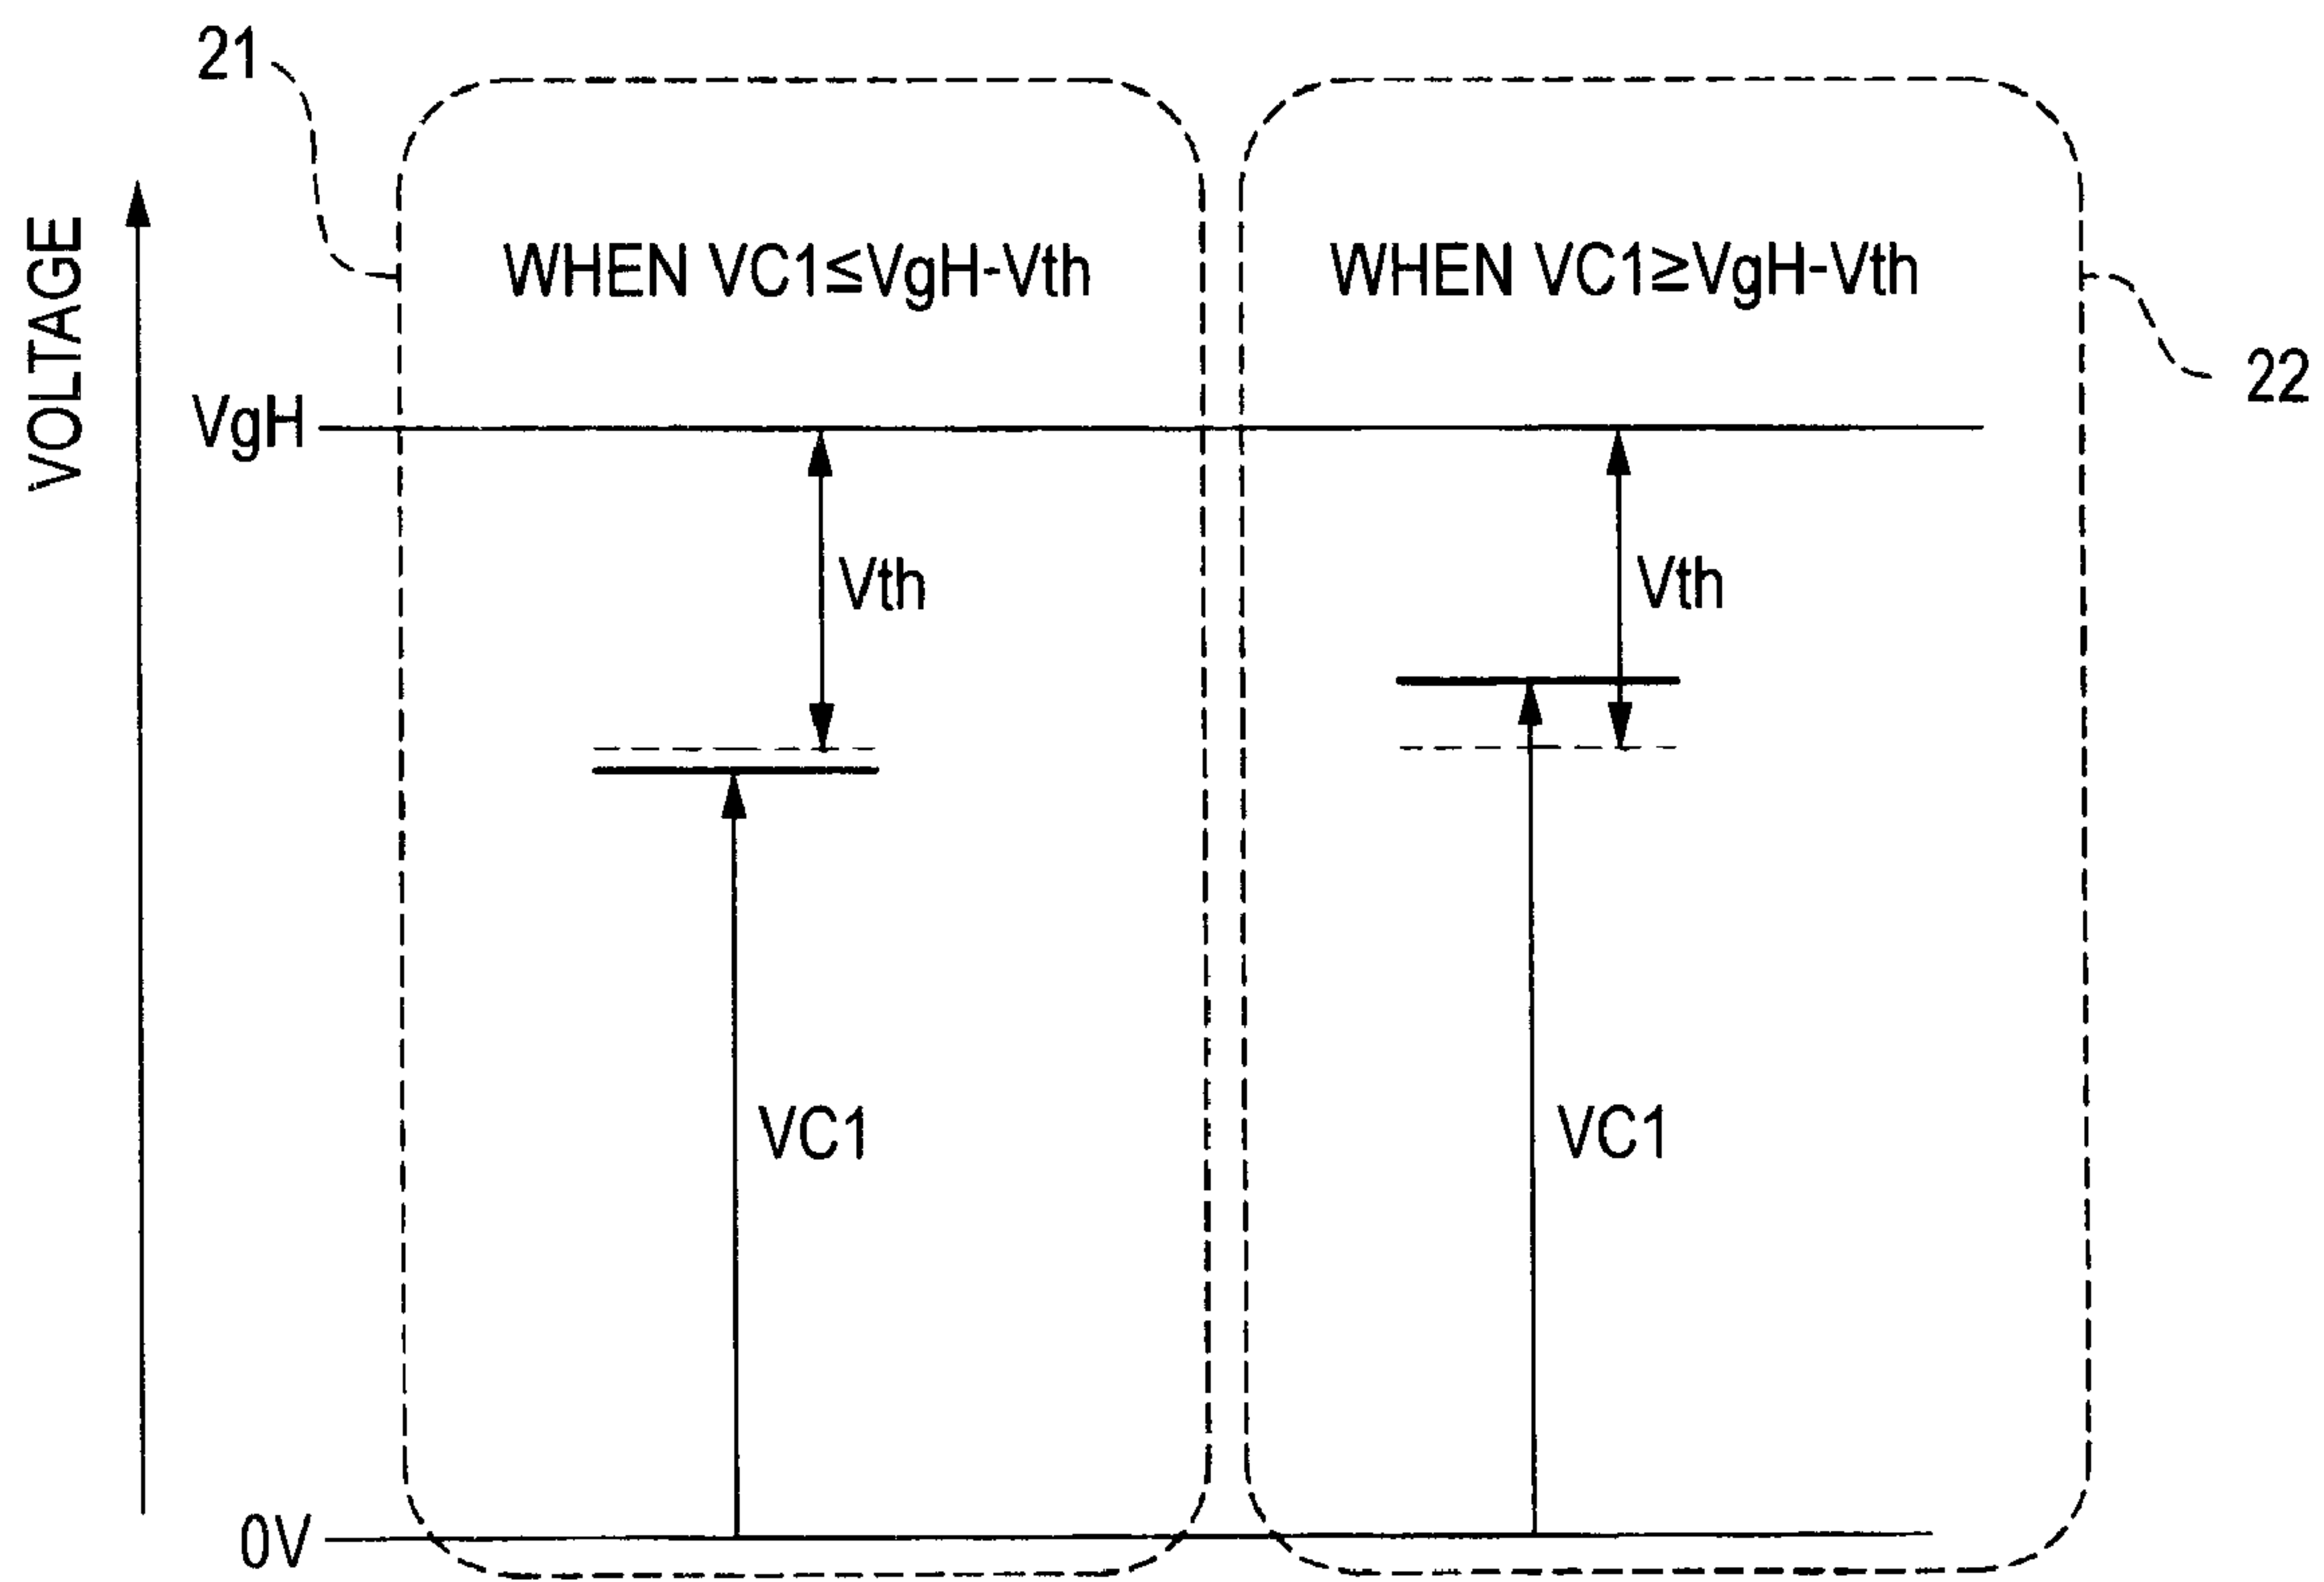 21
WHEN VC1≤VgH-Vth
WHEN VC1≥VgH-Vth
VOLTAGE
22
VgH
Vth
Vth
VC1
VC1
0V